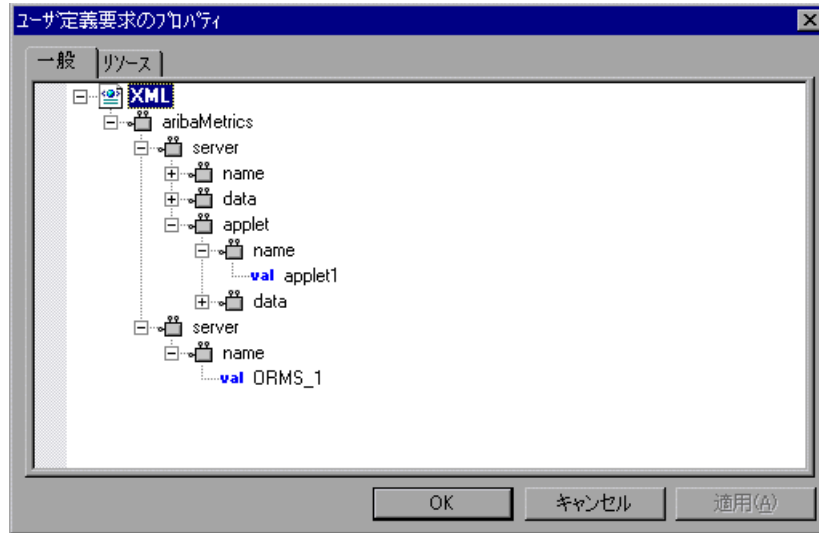 ユーザ定義要求のプロパティ
一般 リソース
XML
aribaMetrics
server
name
data
applet
name
val applet1
data
server
name
val ORMS_1
OK キャンセル 適用(A)